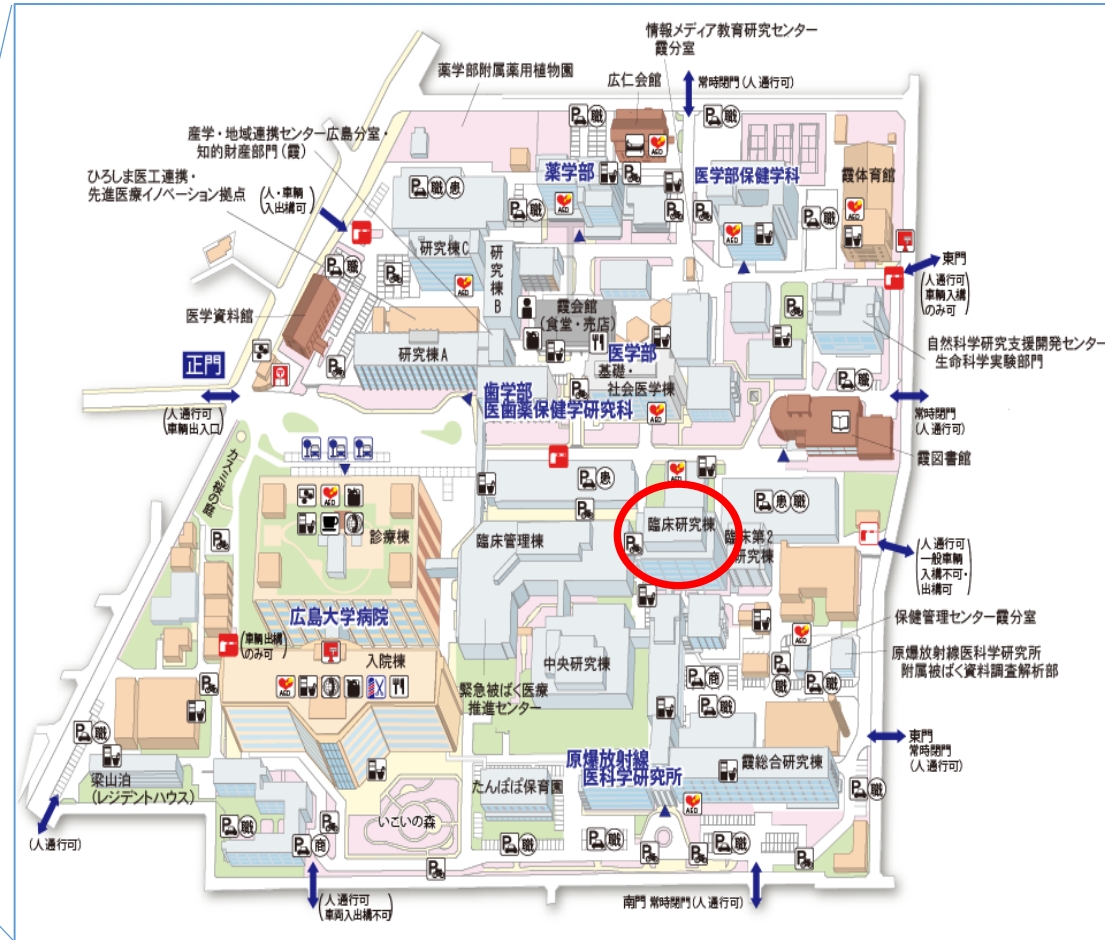 情報メディア教育研究センター
霞分室
薬学部附属薬用植物園
広仁会館
常時閉門(人通行可)
産学・地域連携センター広島分室・
知的財産部門(霞)
ひろしま医工連携・
先進医療イノベーション拠点
(人・車輌
入出構可)
薬学部
医学部保健学科
霞体育館
研究棟C
研究棟B
東門
(人通行可
車輌入構
のみ可)
医学資料館
霞会館
(食堂・売店)
研究棟A
医学部
基礎・
社会医学棟
自然科学研究支援開発センター
生命科学実験部門
正門
(人通行可
車輌出入口)
歯学部
医歯薬保健学研究科
常時閉門
(人通行可)
霞図書館
カスミ桜の庭
診療棟
臨床管理棟
臨床研究棟
臨床第2
研究棟
(人通行可
一般車輌
入構不可・
出構可)
広島大学病院
(車輌出構
のみ可)
入院棟
中央研究棟
保健管理センター霞分室
原爆放射線医科学研究所
附属被ばく資料調査解析部
緊急被ばく医療
推進センター
東門
常時閉門
(人通行可)
原爆放射線
医科学研究所
霞総合研究棟
梁山泊
(レジデントハウス)
たんぽぽ保育園
いこいの森
(人通行可)
(人通行可
車両入出構不可)
南門 常時閉門(人通行可)
P 職
P 職 患
P 患
P 患 職
P 商
AED